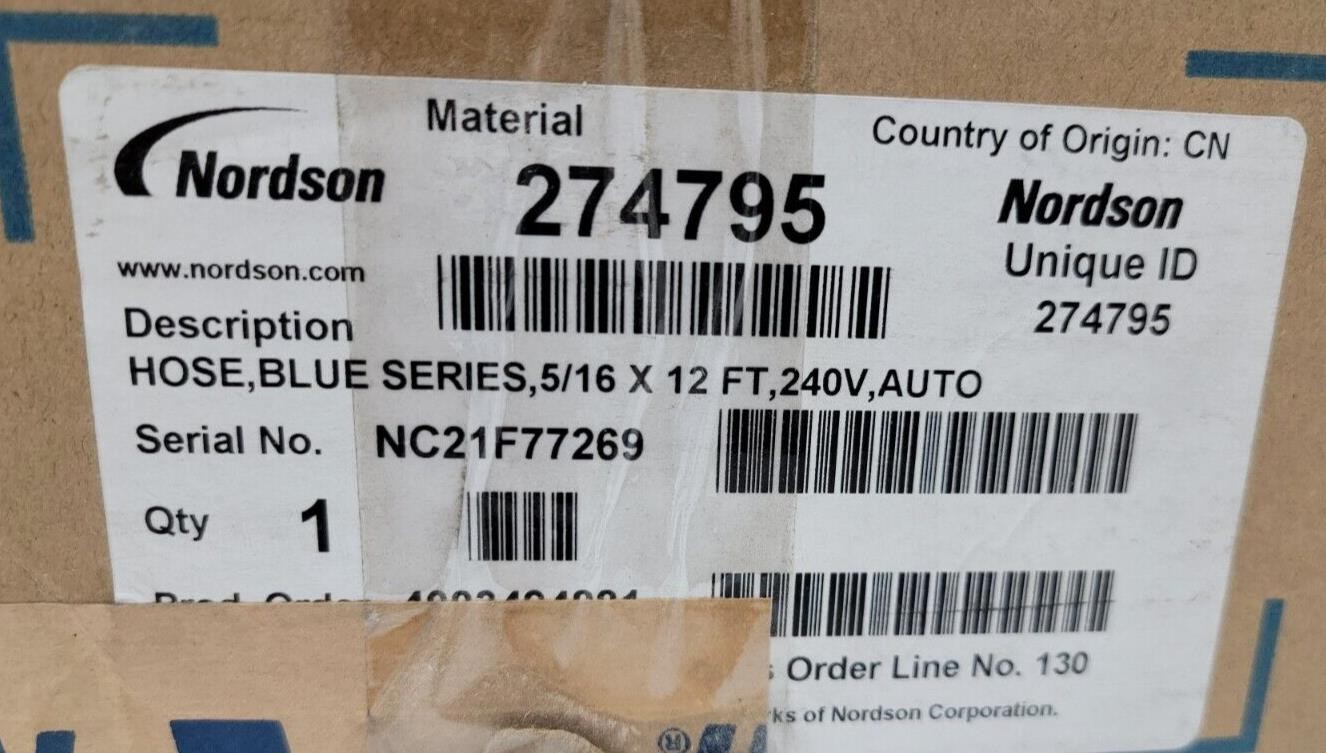 Nordson
www.nordson.com
Material
274795
Country of Origin: CN
Nordson
Unique ID
274795
Description
HOSE,BLUE SERIES,5/16 X 12 FT,240V,AUTO
Serial No. NC21F77269
Qty 1
Order Line No. 130
of Nordson Corporation.
®